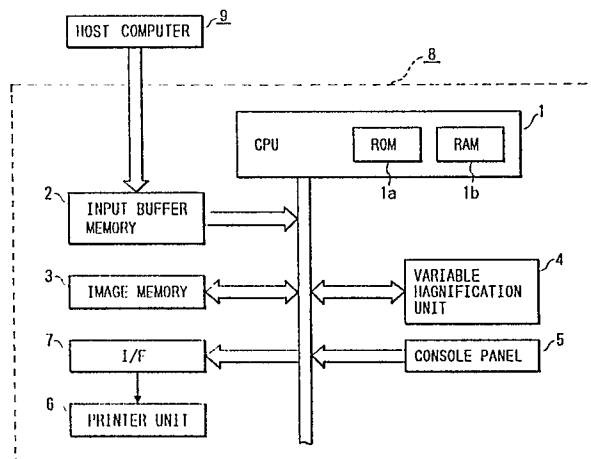 HOST COMPUTER
9
8
1
CPU
ROM
RAM
1a
1b
2
INPUT BUFFER
MEMORY
3
IMAGE MEMORY
4
VARIABLE
MAGNIFICATION
UNIT
7
I/F
5
CONSOLE PANEL
6
PRINTER UNIT